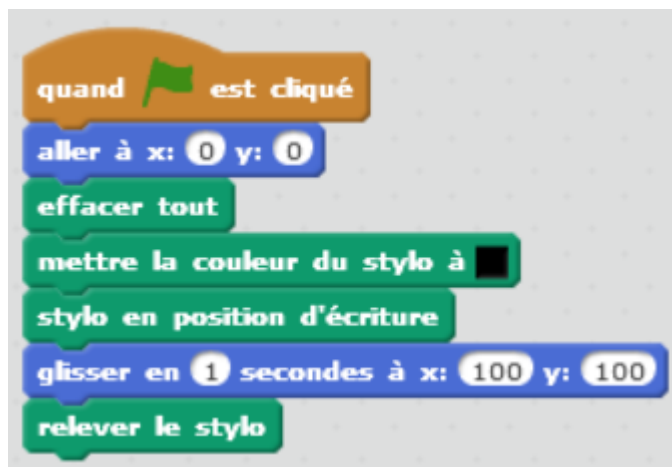 quand est cliqué
aller à x: 0 y: 0
effacer tout
mettre la couleur du stylo à
stylo en position d'écriture
glisser en 1 secondes à x: 100 y: 100
relever le stylo